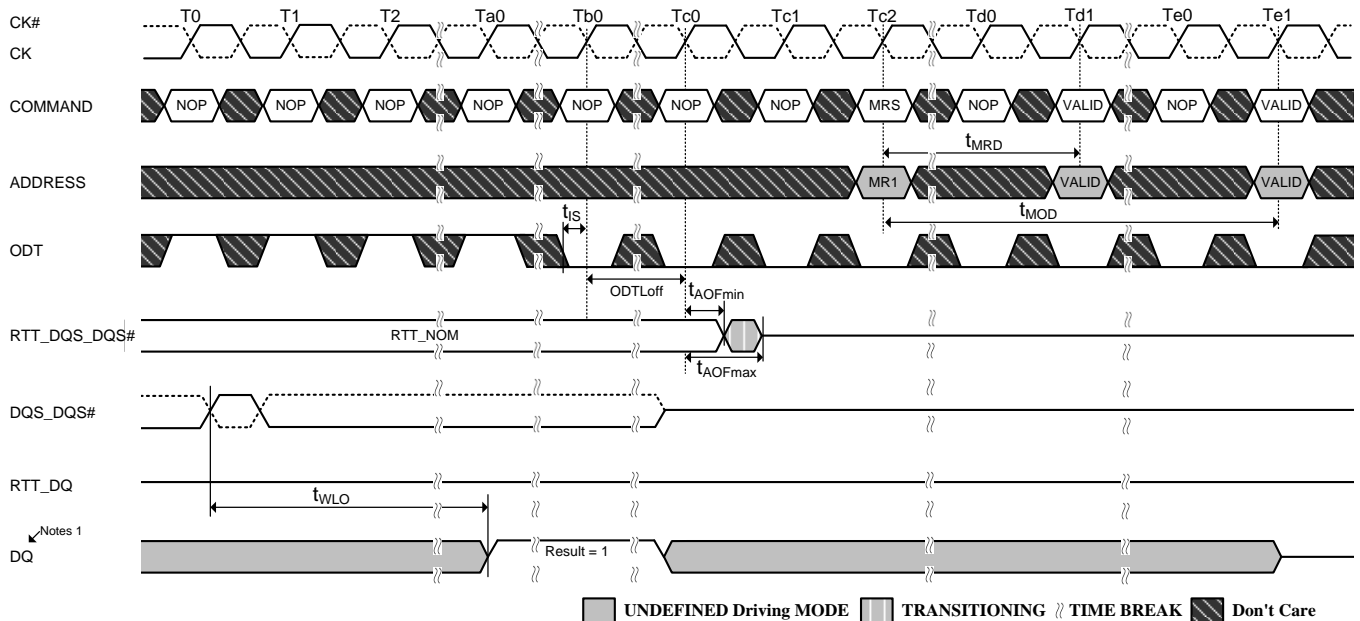 CK#
T0 T1 T2 Ta0 Tb0 Tc0 Tc1 Tc2 Td0 Td1 Te0 Te1
CK
COMMAND
NOP NOP NOP NOP NOP NOP NOP MRS NOP VALID NOP VALID
tMRD
ADDRESS
MR1 VALID VALID
tMOD
tIS
ODT
ODTLoff
tAOFmin
RTT_DQS_DQS#
RTT_NOM
tAOFmax
DQS_DQS#
RTT_DQ
tWLO
Notes 1
DQ
Result = 1
UNDEFINED Driving MODE TRANSITIONING TIME BREAK Don't Care